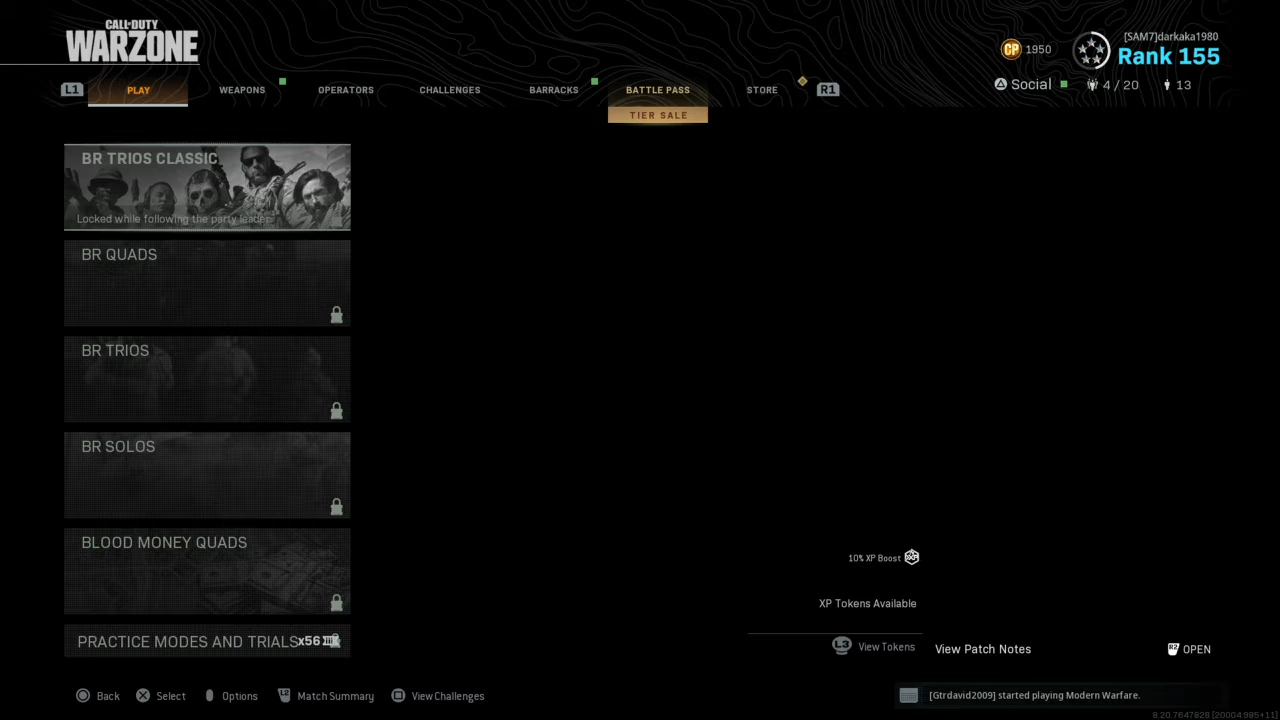 CALL OF DUTY
WARZONE
CP 1950
[SAM7]darkaka1980
Rank 155
L1 PLAY WEAPONS OPERATORS CHALLENGES BARRACKS BATTLE PASS STORE R1
Social 4 / 20 13
TIER SALE
BR TRIOS CLASSIC
Locked while following the party leader
BR QUADS
BR TRIOS
BR SOLOS
BLOOD MONEY QUADS
PRACTICE MODES AND TRIALS x56
10% XP Boost
XP Tokens Available
L3 View Tokens
View Patch Notes R2 OPEN
Back Select Options L2 Match Summary View Challenges
[Gtrdavid2009] started playing Modern Warfare.